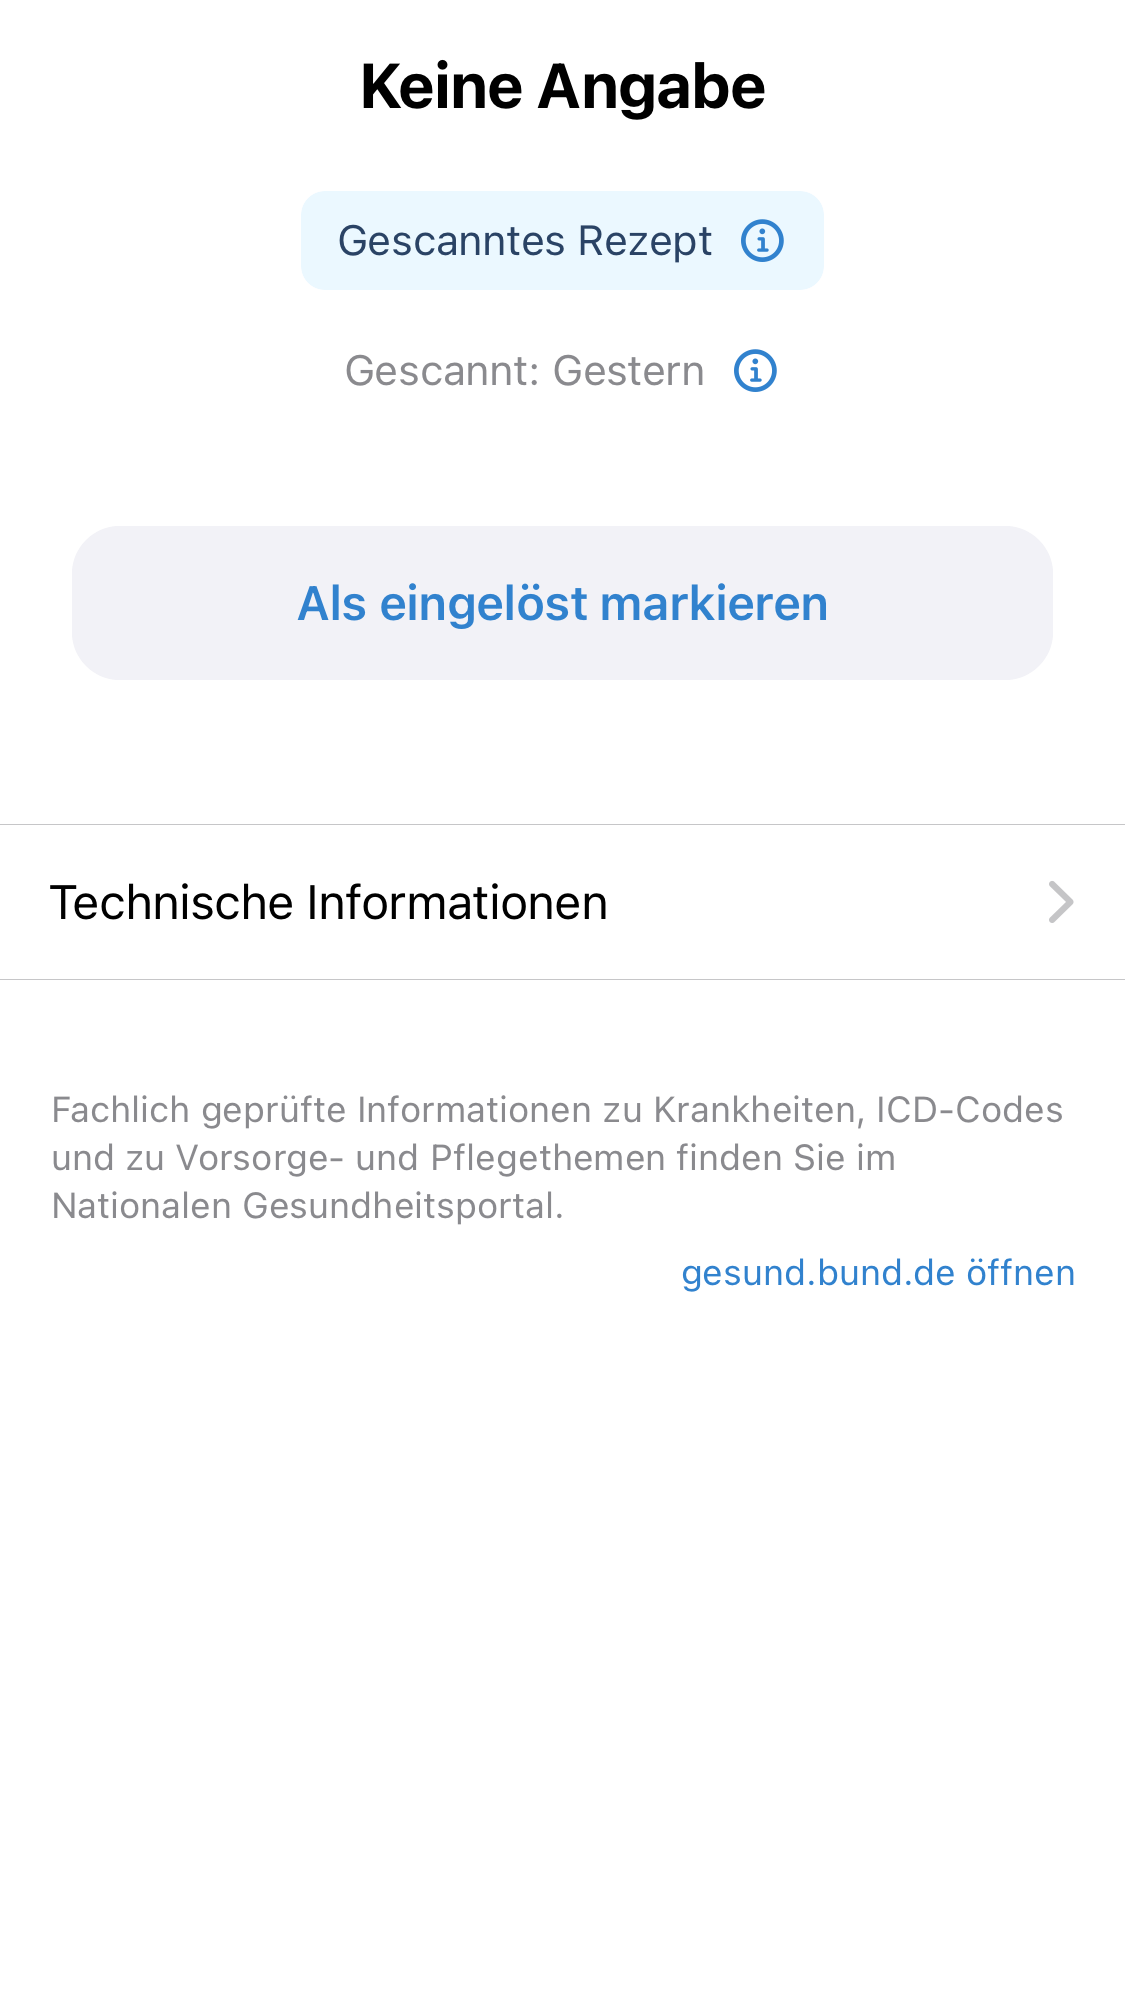 Keine Angabe
Gescanntes Rezept
Gescannt: Gestern
Als eingelöst markieren
Technische Informationen
Fachlich geprüfte Informationen zu Krankheiten, ICD-Codes
und zu Vorsorge- und Pflegethemen finden Sie im
Nationalen Gesundheitsportal.
gesund.bund.de öffnen